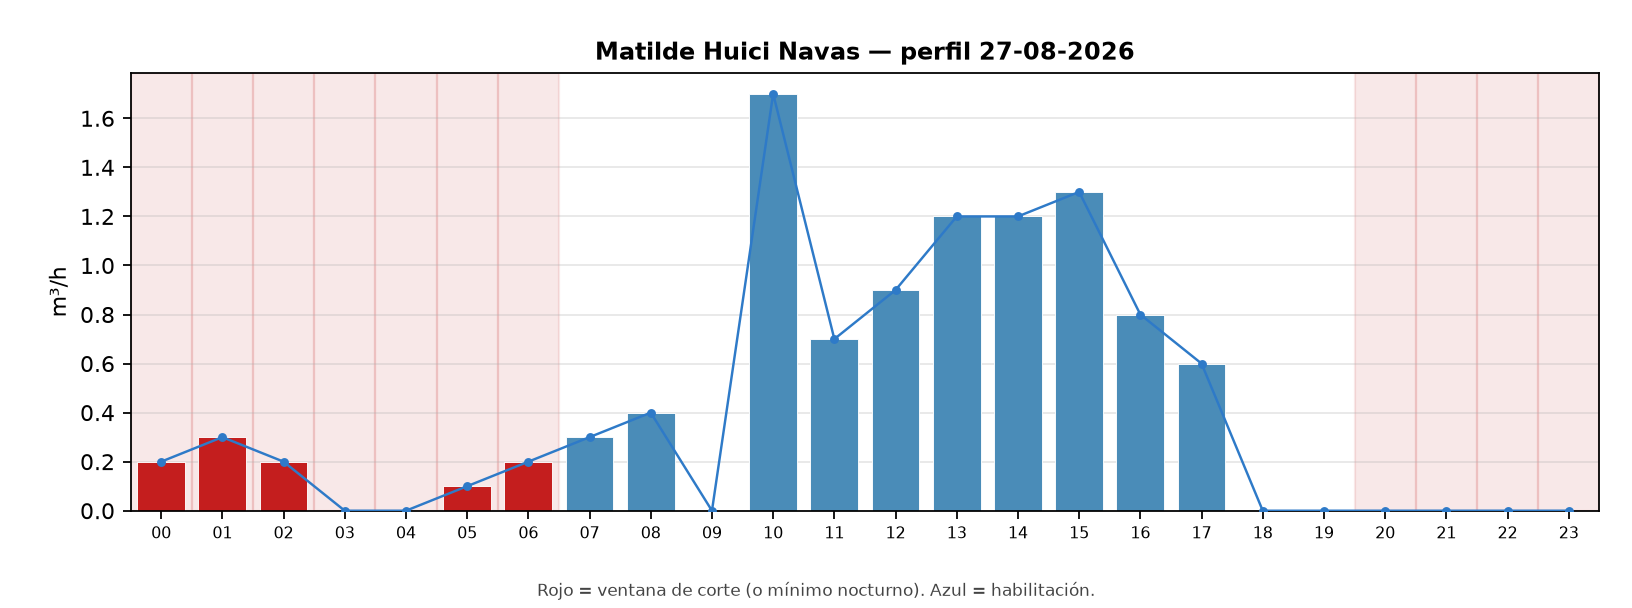 Matilde Huici Navas — perfil 27-08-2026
m³/h
1.6
1.4
1.2
1.0
0.8
0.6
0.4
0.2
0.0
00 01 02 03 04 05 06 07 08 09 10 11 12 13 14 15 16 17 18 19 20 21 22 23
Rojo = ventana de corte (o mínimo nocturno). Azul = habilitación.